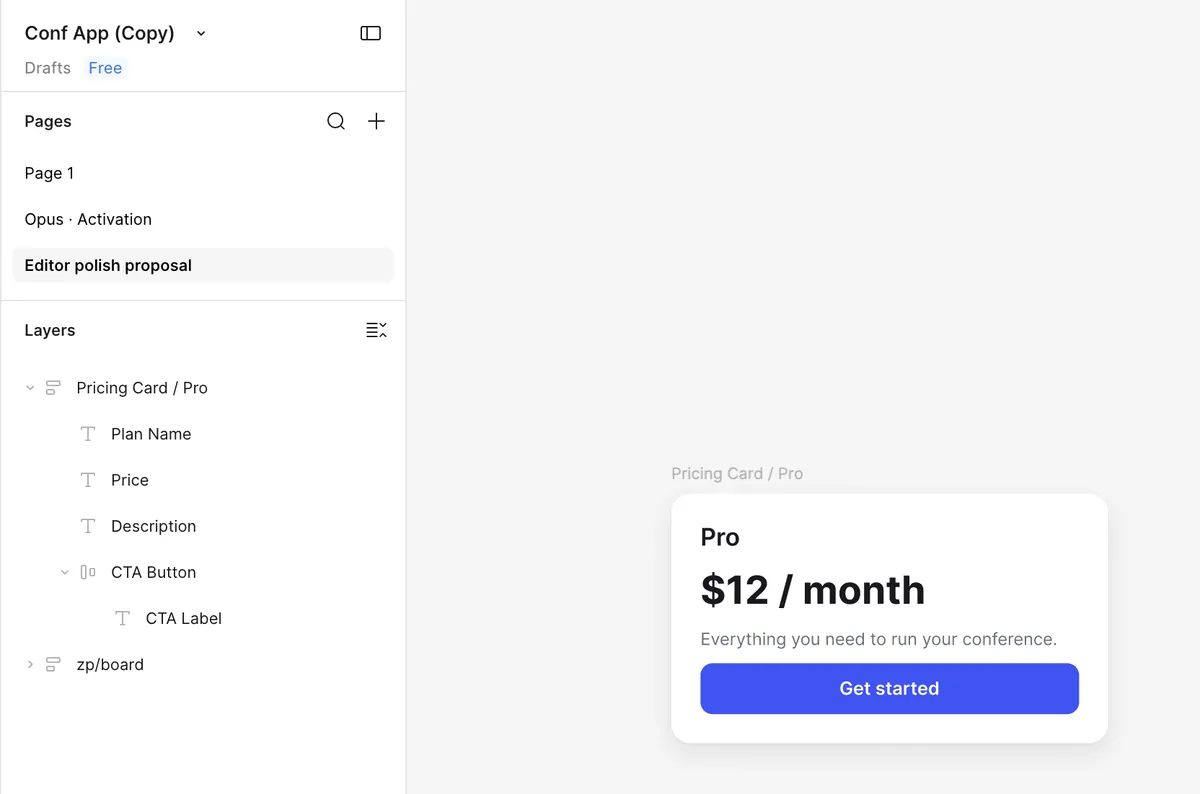 Conf App (Copy)
Drafts Free
Pages
Page 1
Opus · Activation
Editor polish proposal
Layers
Pricing Card / Pro
Plan Name
Price
Description
CTA Button
CTA Label
zp/board
Pricing Card / Pro
Pro
$12 / month
Everything you need to run your conference.
Get started